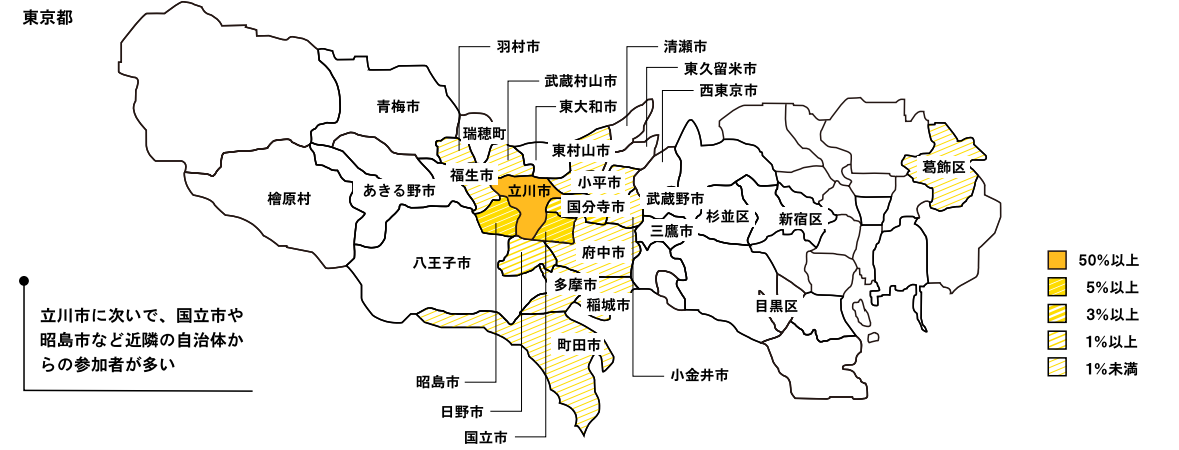 東京都
羽村市
清瀬市
東久留米市
武蔵村山市
西東京市
青梅市
東大和市
瑞穂町
東村山市
葛飾区
福生市
小平市
あきる野市
立川市
檜原村
武蔵野市
国分寺市
杉並区
新宿区
三鷹市
府中市
八王子市
多摩市
稲城市
目黒区
町田市
小金井市
昭島市
日野市
国立市
立川市に次いで、国立市や
昭島市など近隣の自治体か
らの参加者が多い
50%以上
5%以上
3%以上
1%以上
1%未満